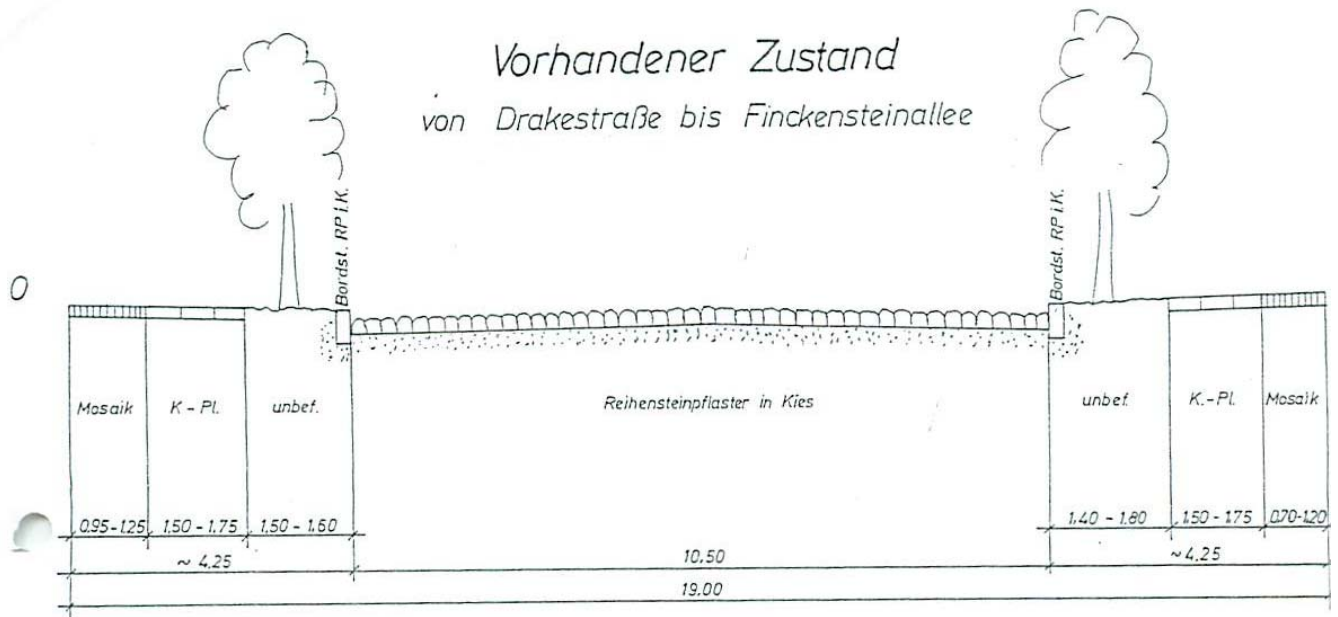 Vorhandener Zustand
von Drakestraße bis Finckensteinallee
Bordst. RP i.K.
Bordst. RP i.K.
O
Mosaik K - Pl. unbef. Reihensteinpflaster in Kies unbef. K.-Pl. Mosaik
0.95-1.25 1.50 - 1.75 1.50 - 1.60 1.40 - 1.80 1.50 - 1.75 0.70-1.20
~ 4.25 10.50 ~4.25
19.00